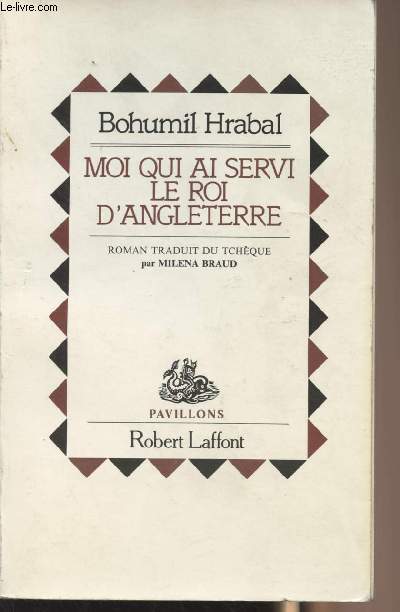 Le-livre.com
Bohumil Hrabal
MOI QUI AI SERVI
LE ROI
D'ANGLETERRE
ROMAN TRADUIT DU TCHÈQUE
par MILENA BRAUD
PAVILLONS
Robert Laffont